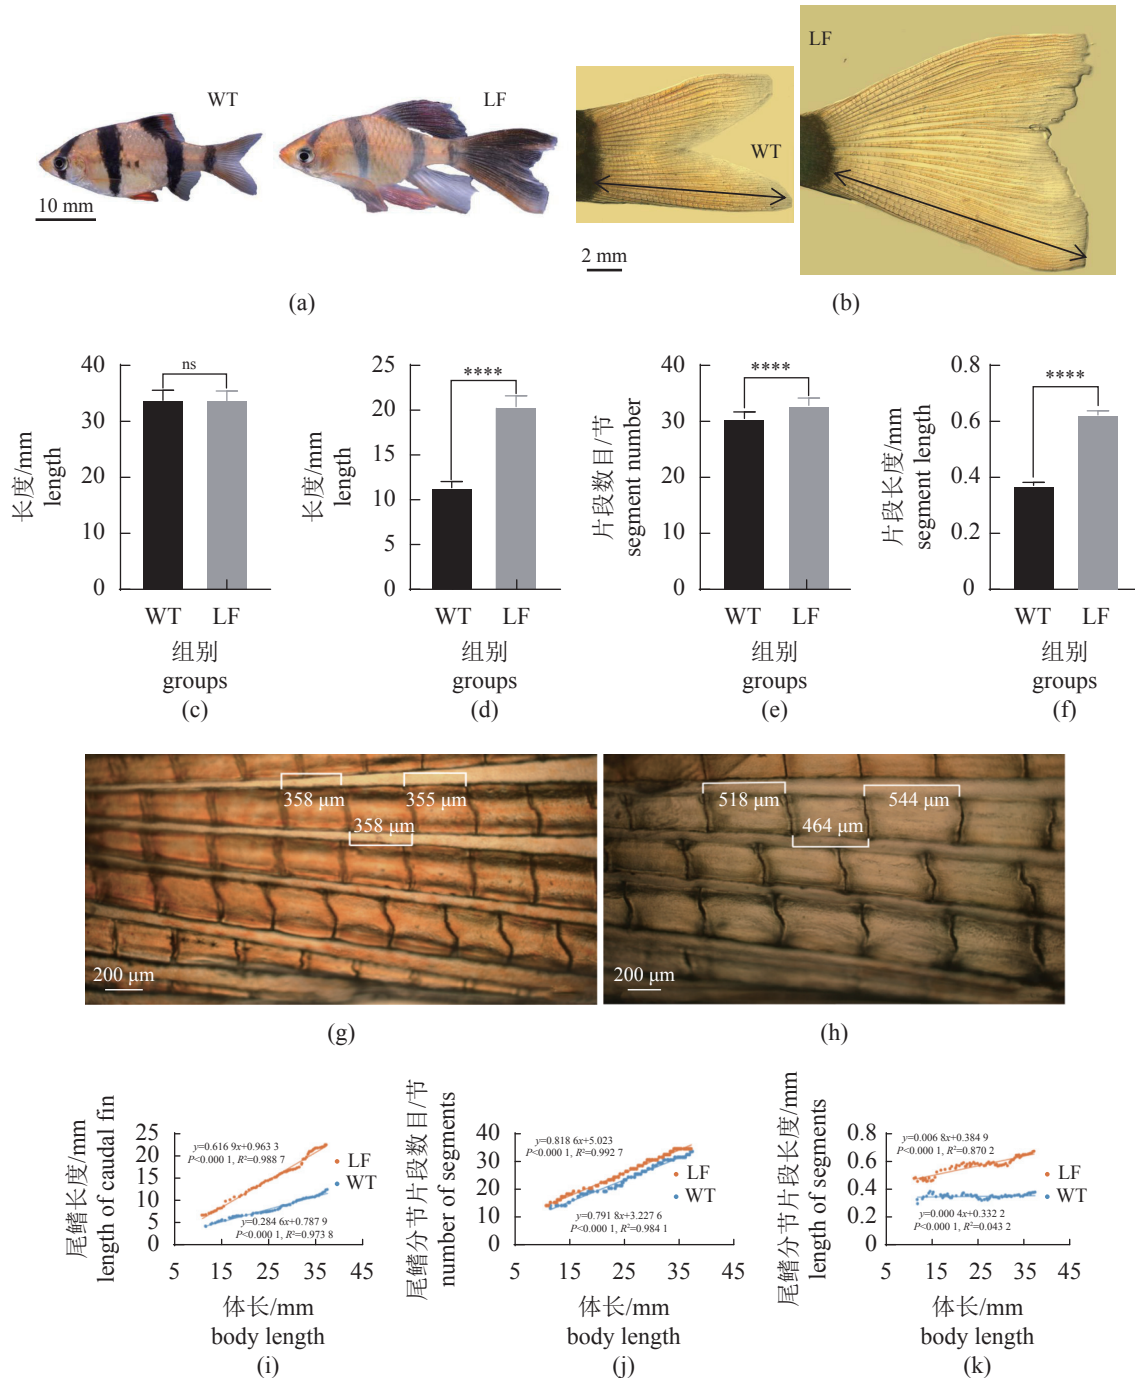 WT
LF
10 mm
(a)
LF
WT
2 mm
(b)
40
30
20
10
0
长度/mm
length
ns
WT LF
组别
groups
(c)
25
20
15
10
5
0
长度/mm
length
****
WT LF
组别
groups
(d)
40
30
20
10
0
片段数目/节
segment number
****
WT LF
组别
groups
(e)
0.8
0.6
0.4
0.2
0
片段长度/mm
segment length
****
WT LF
组别
groups
(f)
358 μm
355 μm
358 μm
200 μm
(g)
518 μm
544 μm
464 μm
200 μm
(h)
尾鳍长度/mm
length of caudal fin
25
20
15
10
5
0
y=0.616 9x+0.963 3
P<0.000 1, R²=0.988 7
LF
WT
y=0.284 6x+0.787 9
P<0.000 1, R²=0.973 8
5 15 25 35 45
体长/mm
body length
(i)
尾鳍分节片段数目/节
number of segments
40
30
20
10
0
y=0.818 6x+5.023
P<0.000 1, R²=0.992 7
LF
WT
y=0.791 8x+3.227 6
P<0.000 1, R²=0.984 1
5 15 25 35 45
体长/mm
body length
(j)
尾鳍分节片段长度/mm
length of segments
0.8
0.6
0.4
0.2
0
y=0.006 8x+0.384 9
P<0.000 1, R²=0.870 2
LF
WT
y=0.000 4x+0.332 2
P<0.000 1, R²=0.043 2
5 15 25 35 45
体长/mm
body length
(k)